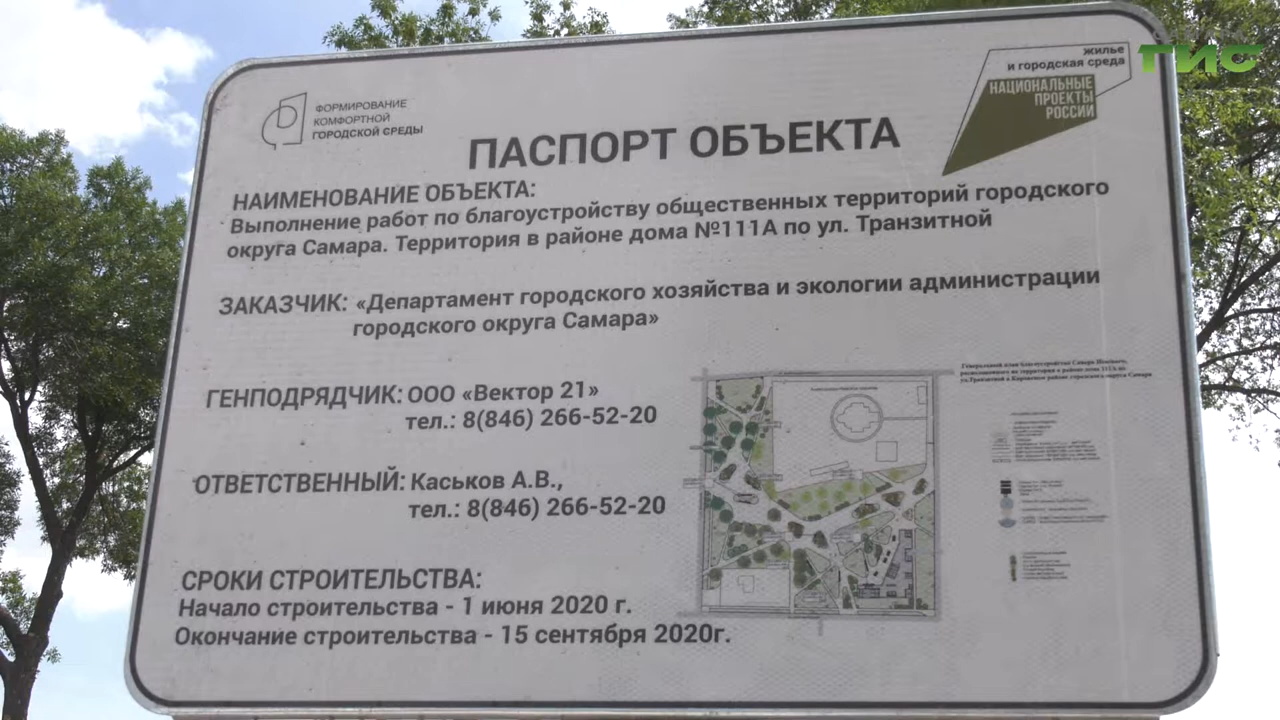 ТИС
ЖИЛЬЕ
И ГОРОДСКАЯ СРЕДА
НАЦИОНАЛЬНЫЕ
ПРОЕКТЫ
РОССИИ
ФОРМИРОВАНИЕ
КОМФОРТНОЙ
ГОРОДСКОЙ СРЕДЫ
ПАСПОРТ ОБЪЕКТА
НАИМЕНОВАНИЕ ОБЪЕКТА:
Выполнение работ по благоустройству общественных территорий городского
округа Самара. Территория в районе дома №111А по ул. Транзитной
ЗАКАЗЧИК: «Департамент городского хозяйства и экологии администрации
городского округа Самара»
ГЕНПОДРЯДЧИК: ООО «Вектор 21»
тел.: 8(846) 266-52-20
ОТВЕТСТВЕННЫЙ: Каськов А.В.,
тел.: 8(846) 266-52-20
СРОКИ СТРОИТЕЛЬСТВА:
Начало строительства - 1 июня 2020 г.
Окончание строительства - 15 сентября 2020г.